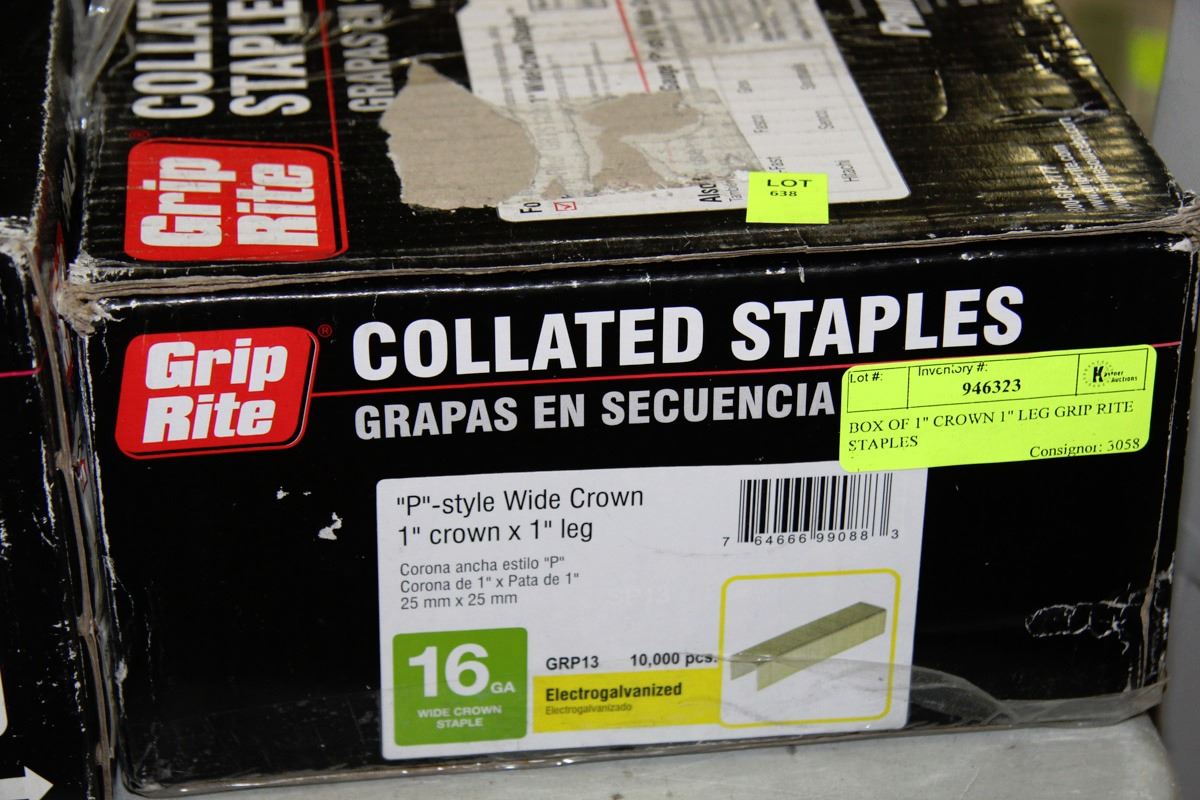 COLLAT
STAPLE
GRAPAS EN
Grip
Rite
®
LOT
638
Grip
Rite
®
COLLATED STAPLES
GRAPAS EN SECUENCIA
Lot #:
Inventory #:
946323
BOX OF 1" CROWN 1" LEG GRIP RITE
STAPLES
Consignor: 3058
"P"-style Wide Crown
1" crown x 1" leg
Corona ancha estilo "P"
Corona de 1" x Pata de 1"
25 mm x 25 mm
7 64666 99088 3
16 GA
WIDE CROWN
STAPLE
GRP13 10,000 pcs.
Electrogalvanized
Electrogalvanizado